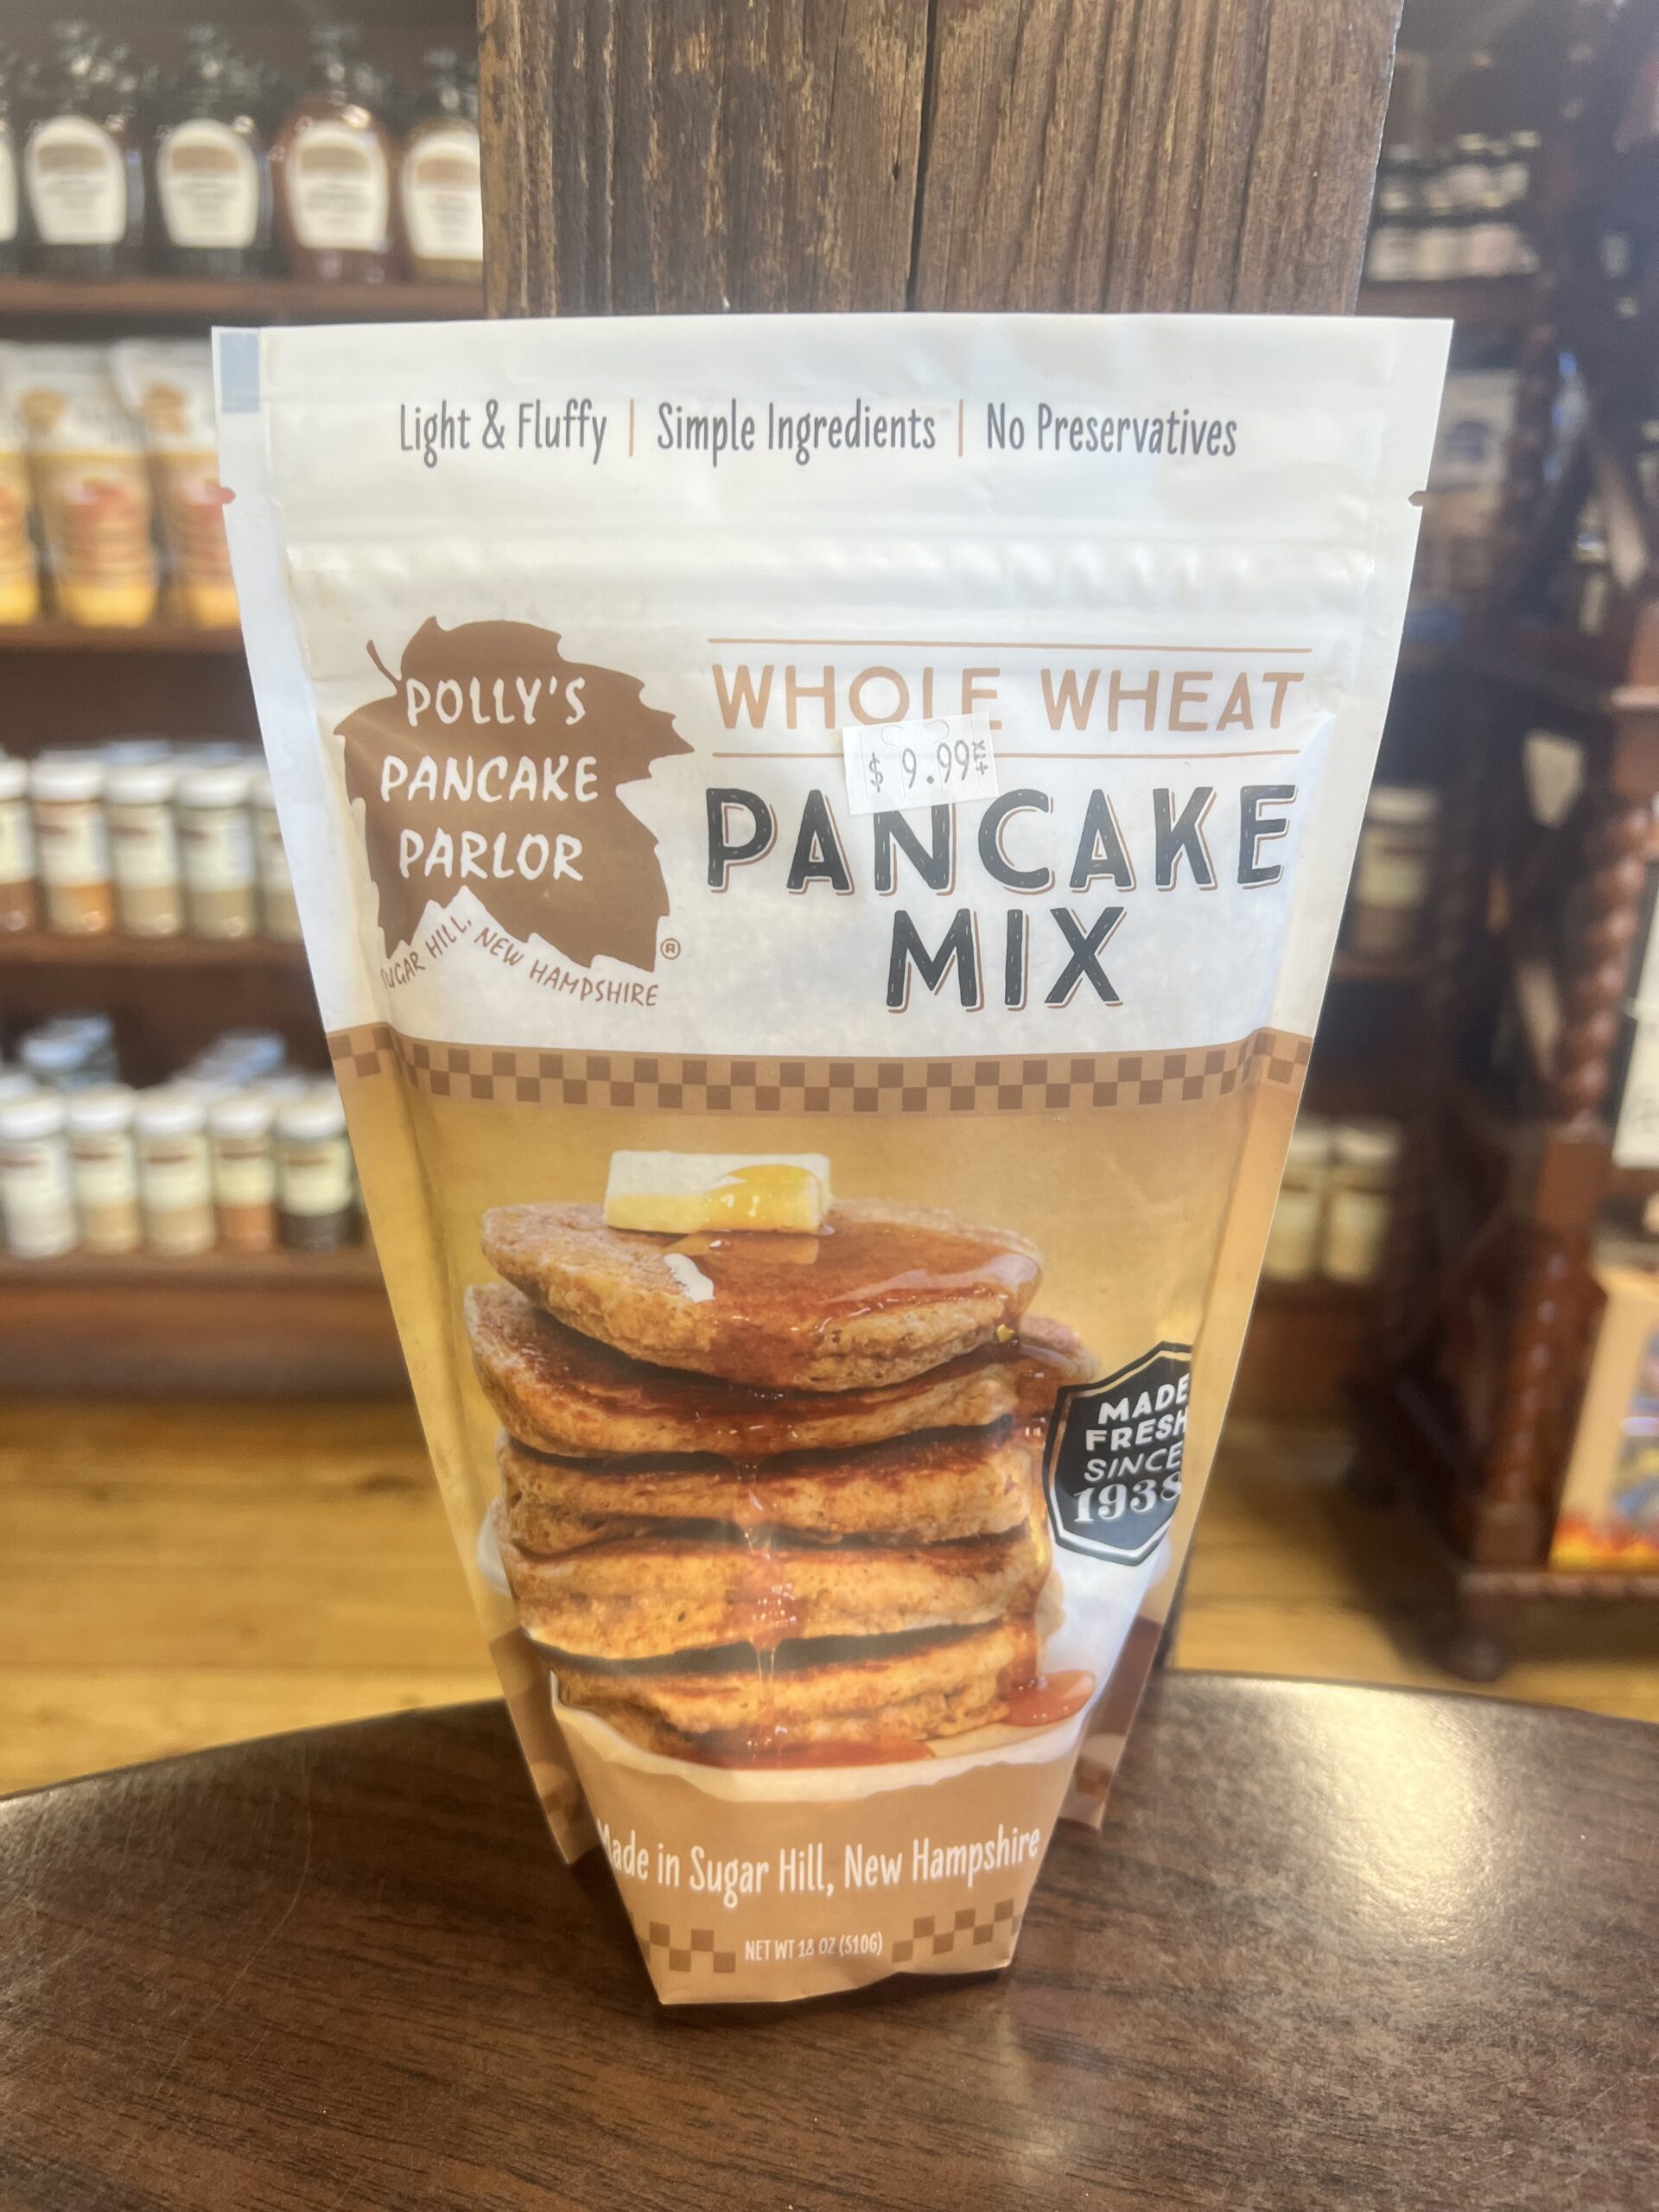 Light & Fluffy | Simple Ingredients | No Preservatives
POLLY'S
PANCAKE
PARLOR
SUGAR HILL, NEW HAMPSHIRE ®
WHOLE WHEAT
$ 9.99
PANCAKE
MIX
MADE
FRESH
SINCE
1938
Made in Sugar Hill, New Hampshire
NET WT 18 OZ (510G)